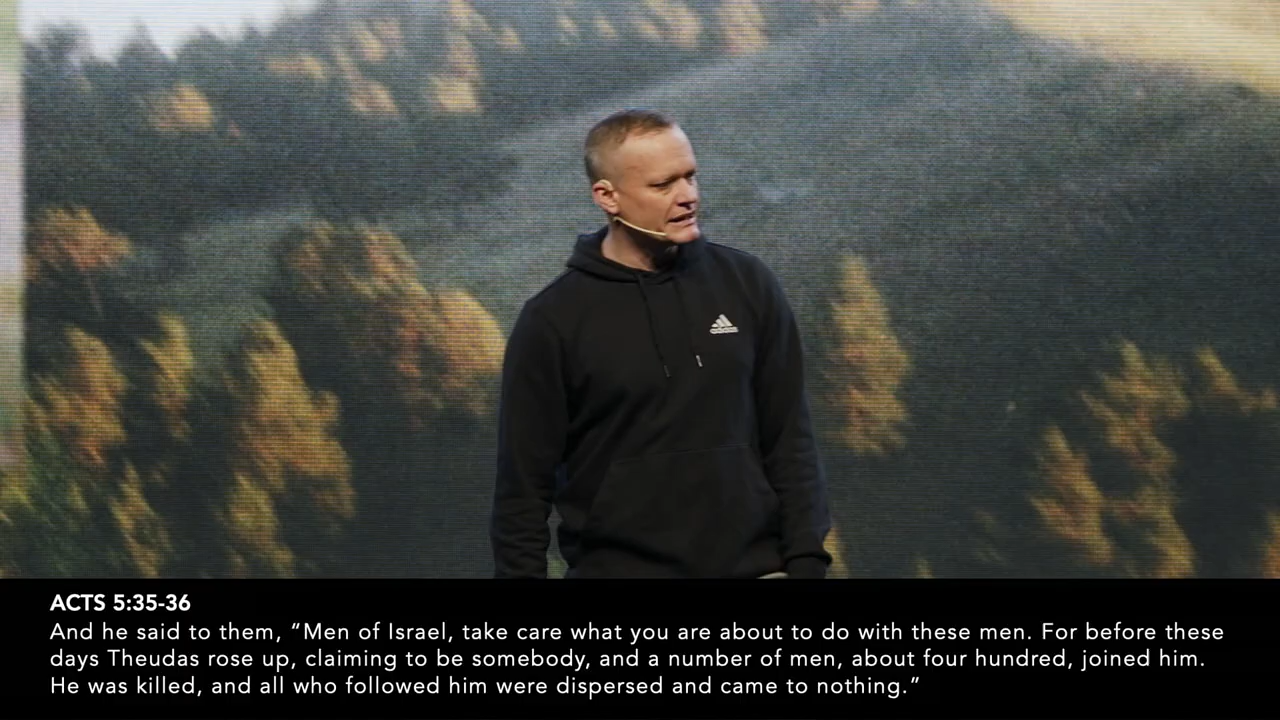 ACTS 5:35-36
And he said to them, “Men of Israel, take care what you are about to do with these men. For before these
days Theudas rose up, claiming to be somebody, and a number of men, about four hundred, joined him.
He was killed, and all who followed him were dispersed and came to nothing.”